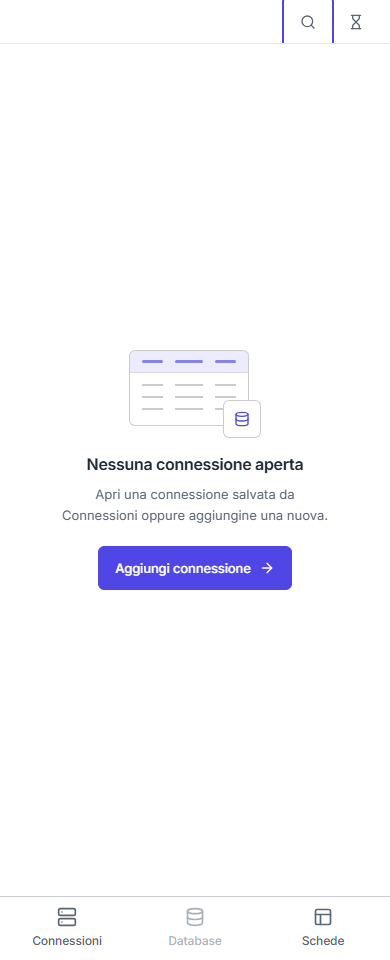 Nessuna connessione aperta
Apri una connessione salvata da
Connessioni oppure aggiungine una nuova.
Aggiungi connessione
Connessioni
Database
Schede